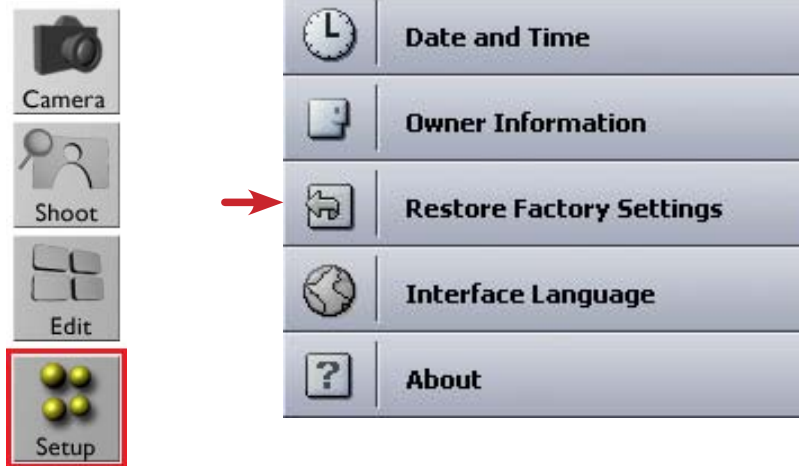 Camera
Shoot
Edit
Setup
Date and Time
Owner Information
Restore Factory Settings
Interface Language
?
About